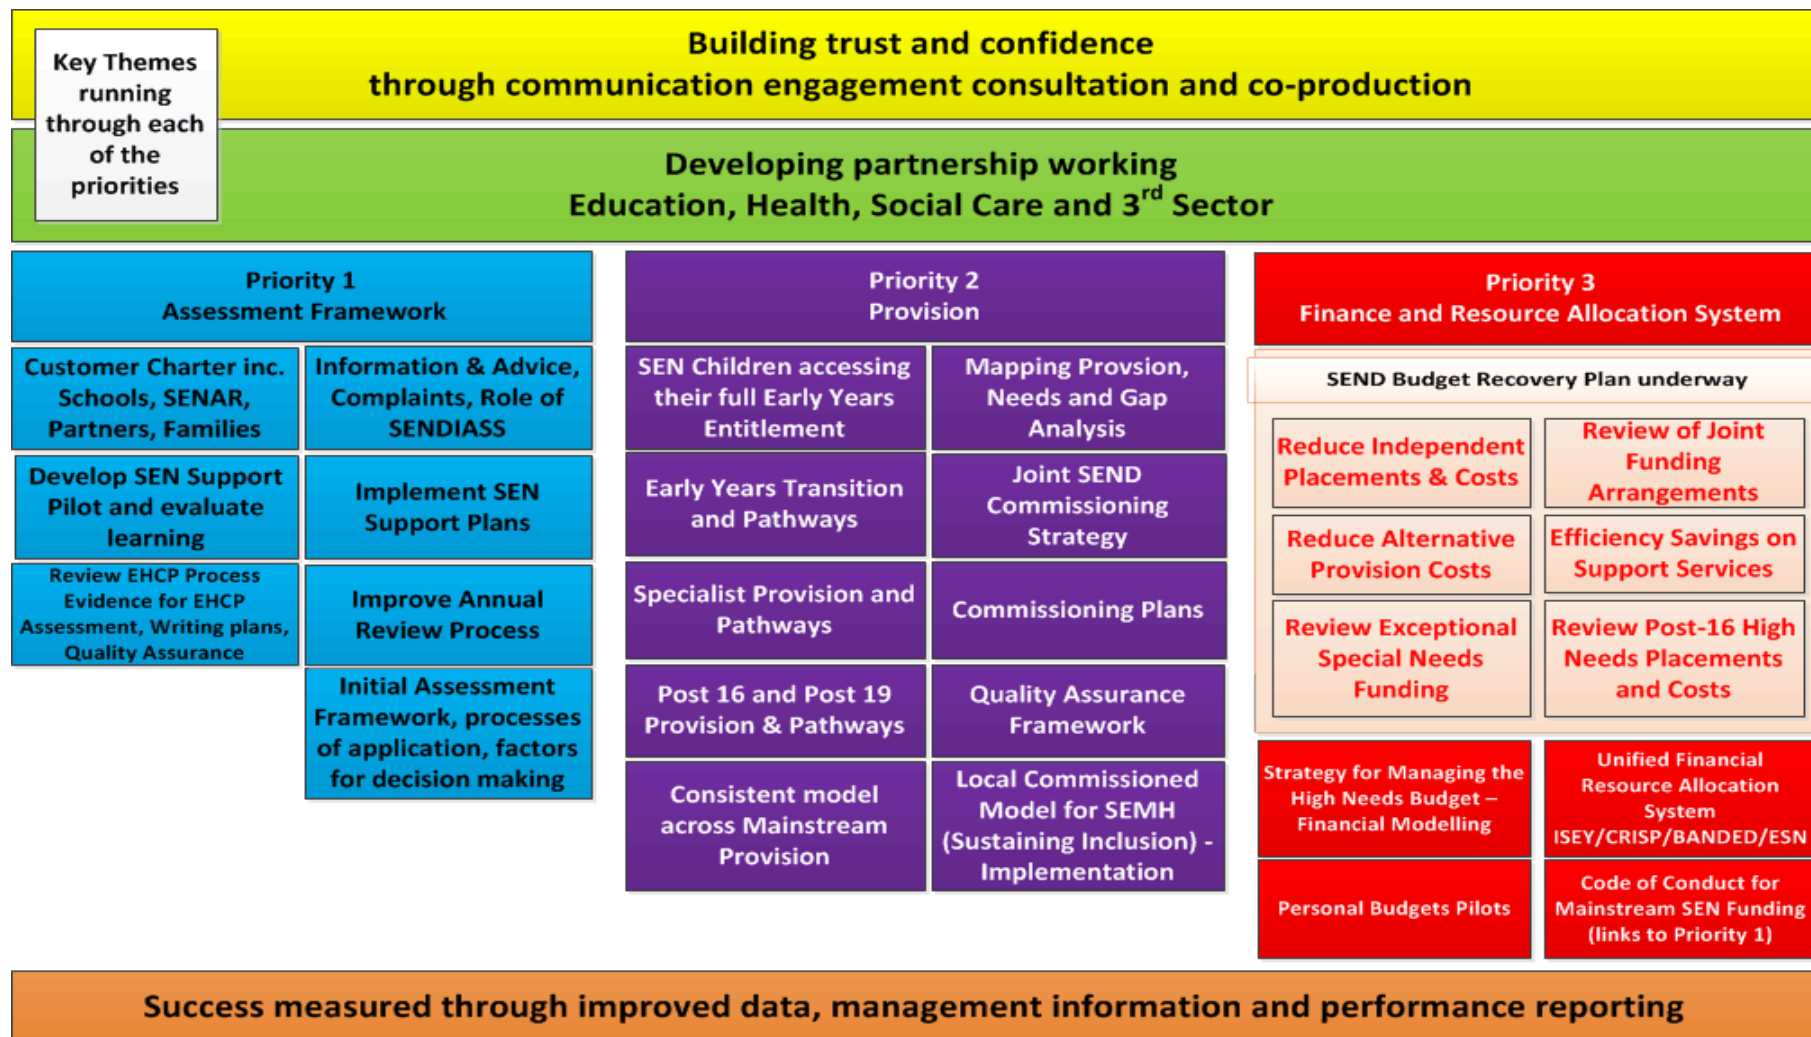 Key Themes
running
through each
of the
priorities
Building trust and confidence
through communication engagement consultation and co-production
Developing partnership working
Education, Health, Social Care and 3rd Sector
Priority 1
Assessment Framework
Customer Charter inc.
Schools, SENAR,
Partners, Families
Information & Advice,
Complaints, Role of
SENDIASS
Develop SEN Support
Pilot and evaluate
learning
Implement SEN
Support Plans
Review EHCP Process
Evidence for EHCP
Assessment, Writing plans,
Quality Assurance
Improve Annual
Review Process
Initial Assessment
Framework, processes
of application, factors
for decision making
Priority 2
Provision
SEN Children accessing
their full Early Years
Entitlement
Mapping Provsion,
Needs and Gap
Analysis
Early Years Transition
and Pathways
Joint SEND
Commissioning
Strategy
Specialist Provision and
Pathways
Commissioning Plans
Post 16 and Post 19
Provision & Pathways
Quality Assurance
Framework
Consistent model
across Mainstream
Provision
Local Commissioned
Model for SEMH
(Sustaining Inclusion) -
Implementation
Priority 3
Finance and Resource Allocation System
SEND Budget Recovery Plan underway
Reduce Independent
Placements & Costs
Review of Joint
Funding
Arrangements
Reduce Alternative
Provision Costs
Efficiency Savings on
Support Services
Review Exceptional
Special Needs
Funding
Review Post-16 High
Needs Placements
and Costs
Strategy for Managing the
High Needs Budget –
Financial Modelling
Unified Financial
Resource Allocation
System
ISEY/CRISP/BANDED/ESN
Personal Budgets Pilots
Code of Conduct for
Mainstream SEN Funding
(links to Priority 1)
Success measured through improved data, management information and performance reporting